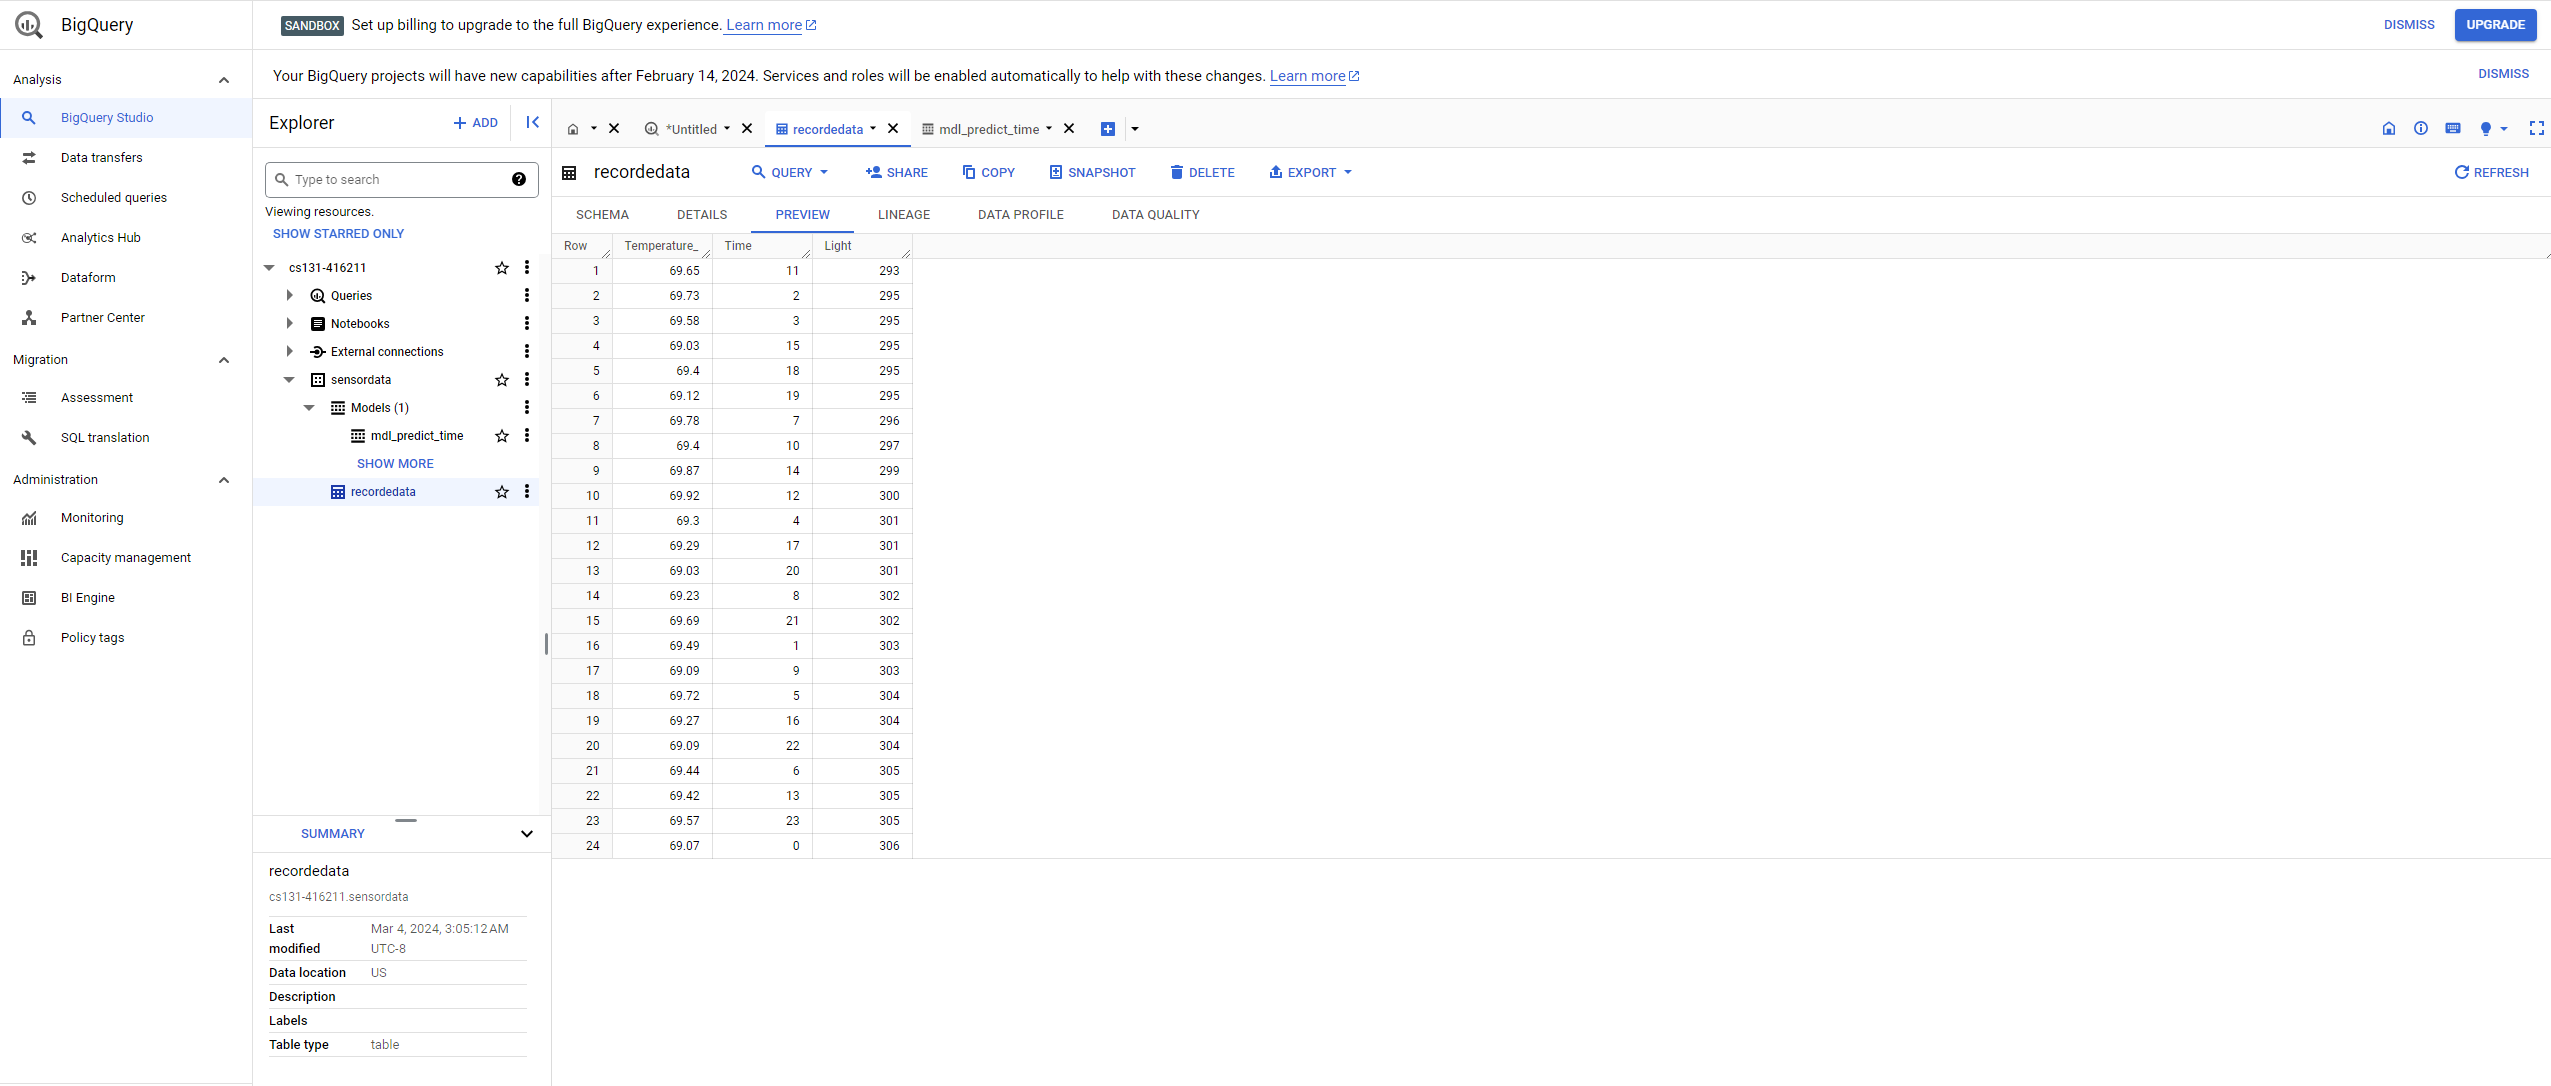 BigQuery
SANDBOX Set up billing to upgrade to the full BigQuery experience. Learn more
DISMISS UPGRADE
Your BigQuery projects will have new capabilities after February 14, 2024. Services and roles will be enabled automatically to help with these changes. Learn more
DISMISS
Analysis
BigQuery Studio
Data transfers
Scheduled queries
Analytics Hub
Dataform
Partner Center
Migration
Assessment
SQL translation
Administration
Monitoring
Capacity management
BI Engine
Policy tags
Explorer
ADD
Type to search
Viewing resources.
SHOW STARRED ONLY
cs131-416211
Queries
Notebooks
External connections
sensordata
Models (1)
mdl_predict_time
SHOW MORE
recordedata
SUMMARY
recordedata
cs131-416211.sensordata
Last modified Mar 4, 2024, 3:05:12 AM UTC-8
Data location US
Description
Labels
Table type table
*Untitled recordedata mdl_predict_time
recordedata QUERY SHARE COPY SNAPSHOT DELETE EXPORT REFRESH
SCHEMA DETAILS PREVIEW LINEAGE DATA PROFILE DATA QUALITY
Row Temperature_ Time Light
1 69.65 11 293
2 69.73 2 295
3 69.58 3 295
4 69.03 15 295
5 69.4 18 295
6 69.12 19 295
7 69.78 7 296
8 69.4 10 297
9 69.87 14 299
10 69.92 12 300
11 69.3 4 301
12 69.29 17 301
13 69.03 20 301
14 69.23 8 302
15 69.69 21 302
16 69.49 1 303
17 69.09 9 303
18 69.72 5 304
19 69.27 16 304
20 69.09 22 304
21 69.44 6 305
22 69.42 13 305
23 69.57 23 305
24 69.07 0 306